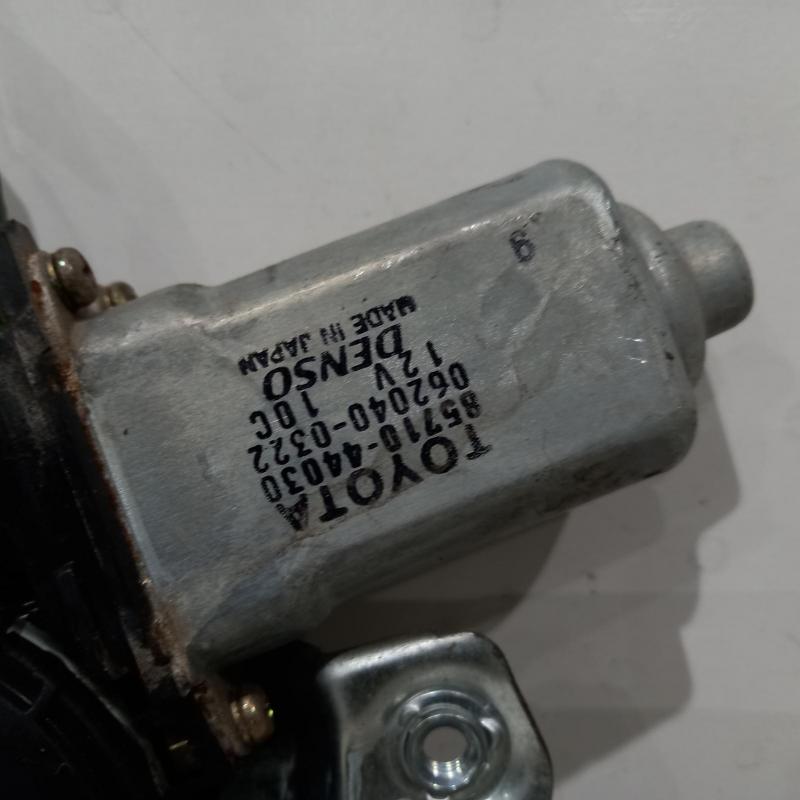 TOYOTA
85710-44030
062040-0322
12V 10C
DENSO
MADE IN JAPAN
9